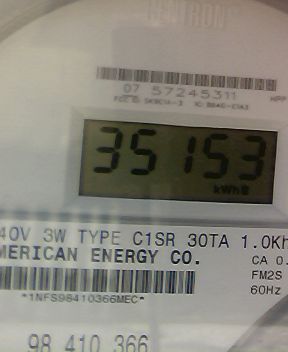 CENTRON
07 57245311
35153
kWh
40V 3W TYPE C1SR 30TA 1.0Kh
MERICAN ENERGY CO.
CA 0.
FM2S
60Hz
*1NFS98410366MEC*
98 410 366